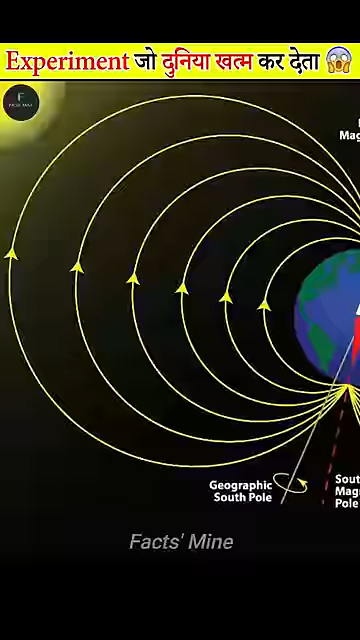 Experiment जो दुनिया खत्म कर देता 😱
Geographic
South Pole
Facts' Mine